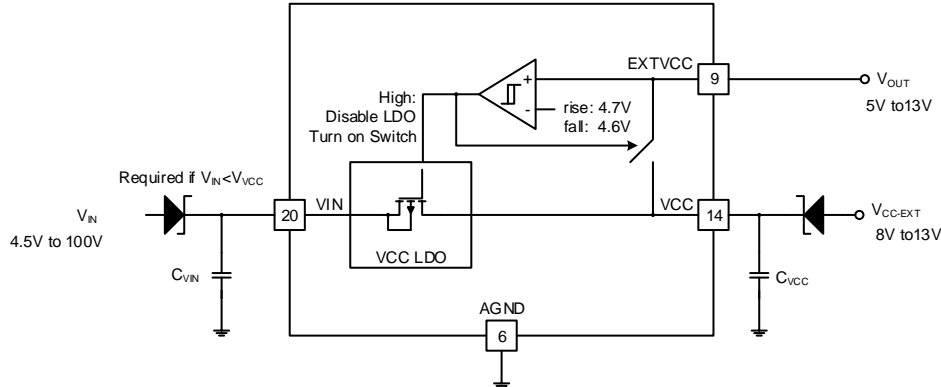 EXTVCC
9
VOUT
5V to13V
+
-
rise: 4.7V
fall: 4.6V
High:
Disable LDO
Turn on Switch
Required if VIN<VVCC
VIN
4.5V to 100V
20
VIN
VCC
14
VCC-EXT
8V to13V
VCC LDO
CVIN
CVCC
AGND
6